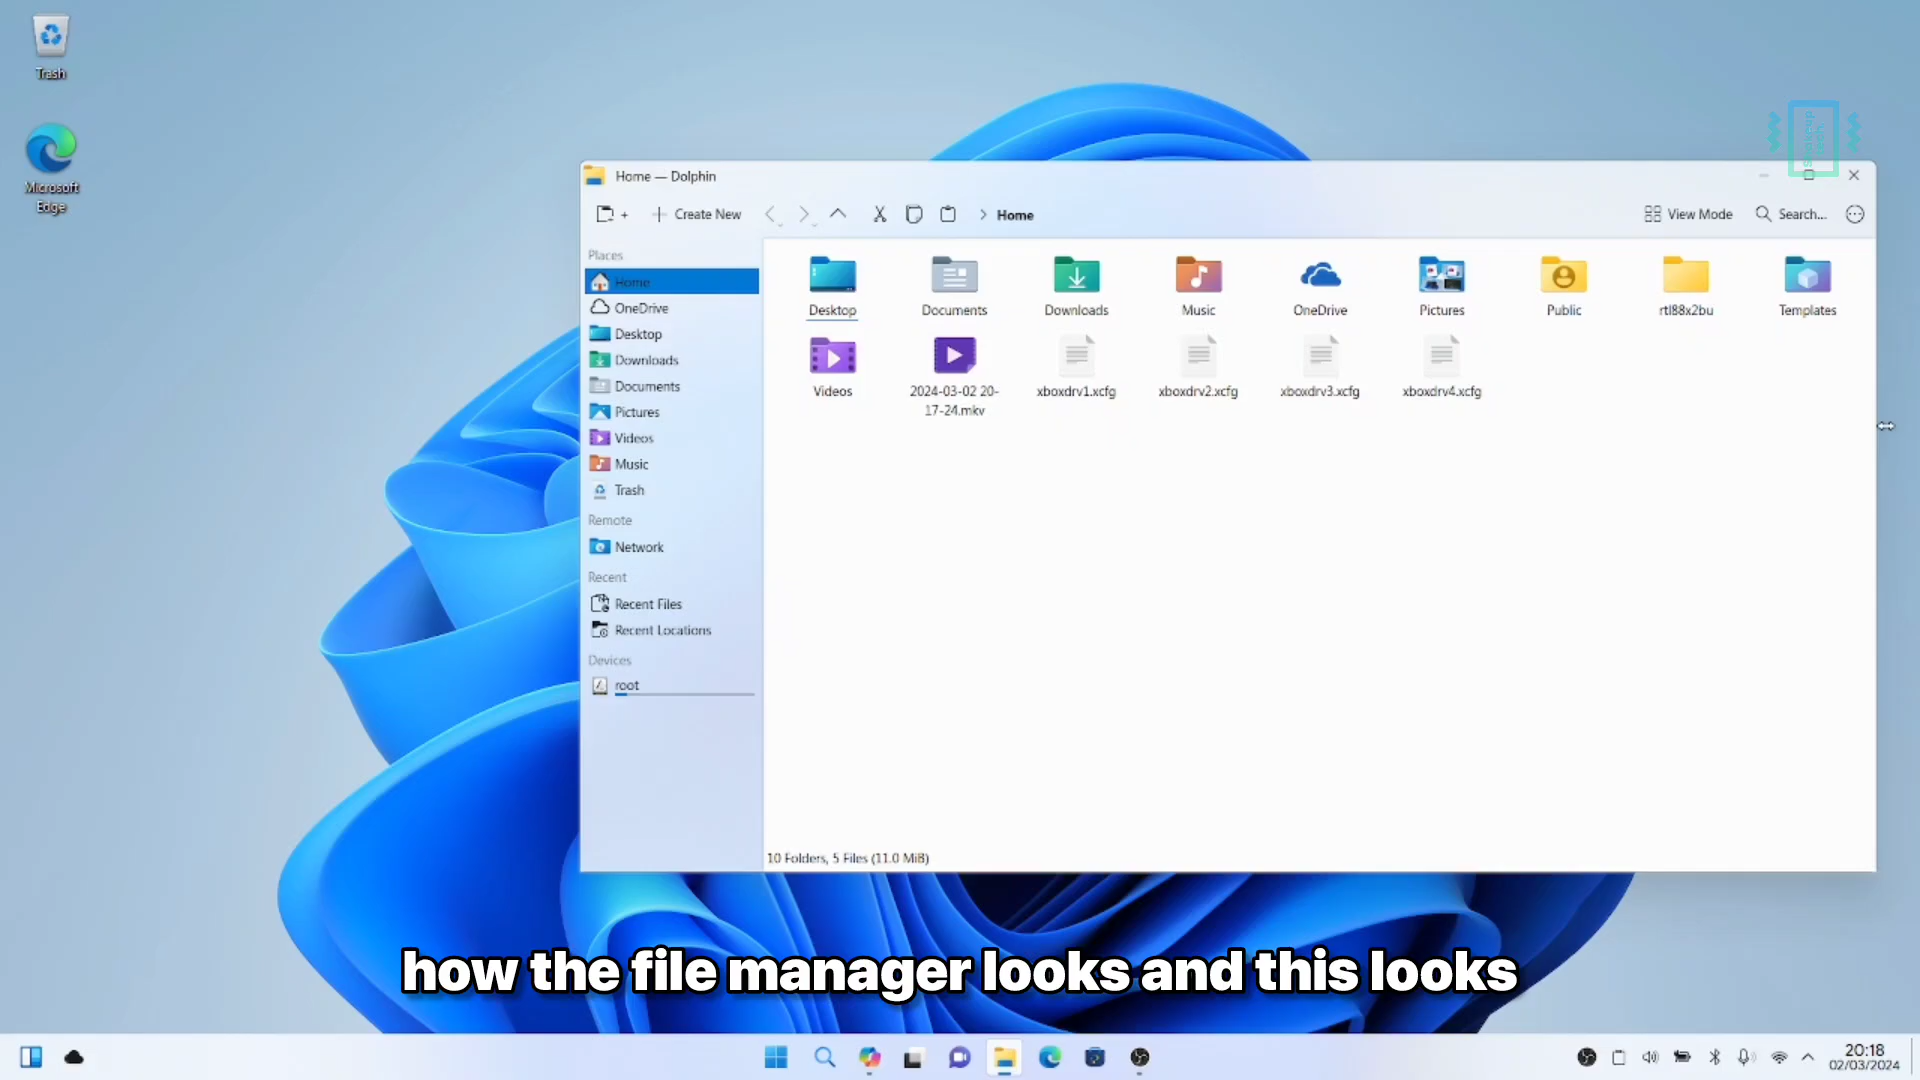 Trash
Microsoft
Edge
Home — Dolphin
Create New
Home
View Mode
Search...
Places
Home
OneDrive
Desktop
Downloads
Documents
Pictures
Videos
Music
Trash
Remote
Network
Recent
Recent Files
Recent Locations
Devices
root
Desktop
Documents
Downloads
Music
OneDrive
Pictures
Public
rtl88x2bu
Templates
Videos
2024-03-02 20-
17-24.mkv
xboxdrv1.xcfg
xboxdrv2.xcfg
xboxdrv3.xcfg
xboxdrv4.xcfg
10 Folders, 5 Files (11.0 MiB)
how the file manager looks and this looks
20:18
02/03/2024